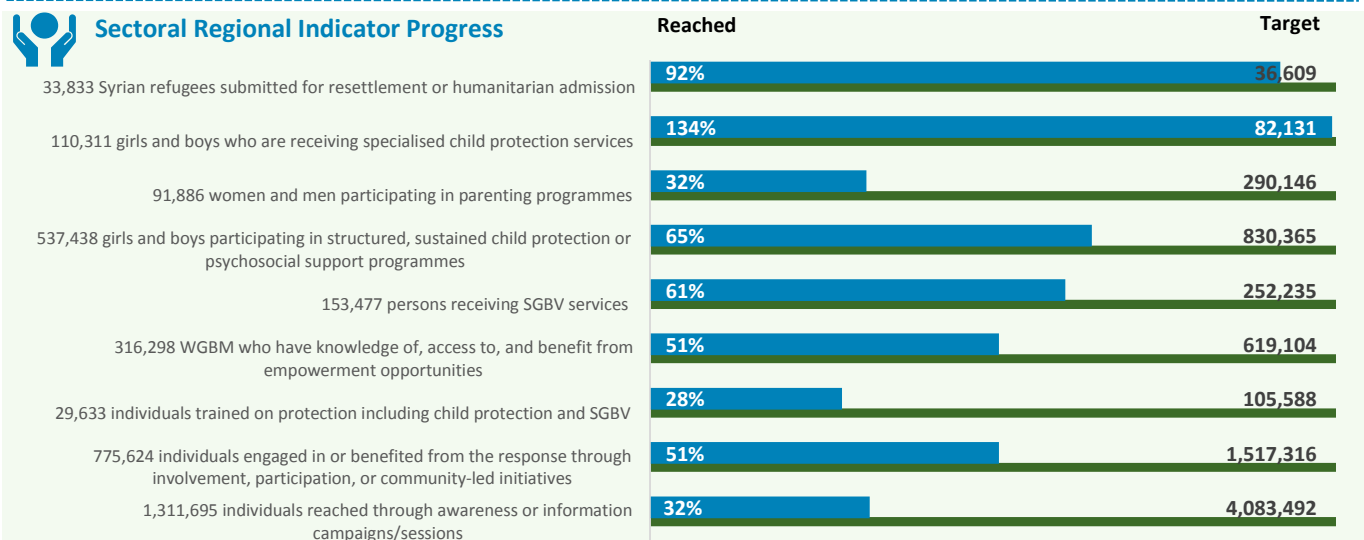 Sectoral Regional Indicator Progress
Reached
Target
33,833 Syrian refugees submitted for resettlement or humanitarian admission
92%
36,609
110,311 girls and boys who are receiving specialised child protection services
134%
82,131
91,886 women and men participating in parenting programmes
32%
290,146
537,438 girls and boys participating in structured, sustained child protection or
psychosocial support programmes
65%
830,365
153,477 persons receiving SGBV services
61%
252,235
316,298 WGBM who have knowledge of, access to, and benefit from
empowerment opportunities
51%
619,104
29,633 individuals trained on protection including child protection and SGBV
28%
105,588
775,624 individuals engaged in or benefited from the response through
involvement, participation, or community-led initiatives
51%
1,517,316
1,311,695 individuals reached through awareness or information
campaigns/sessions
32%
4,083,492